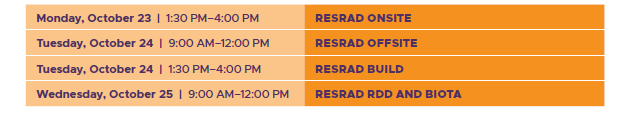 Monday, October 23 | 1:30 PM–4:00 PM RESRAD ONSITE
Tuesday, October 24 | 9:00 AM–12:00 PM RESRAD OFFSITE
Tuesday, October 24 | 1:30 PM–4:00 PM RESRAD BUILD
Wednesday, October 25 | 9:00 AM–12:00 PM RESRAD RDD AND BIOTA